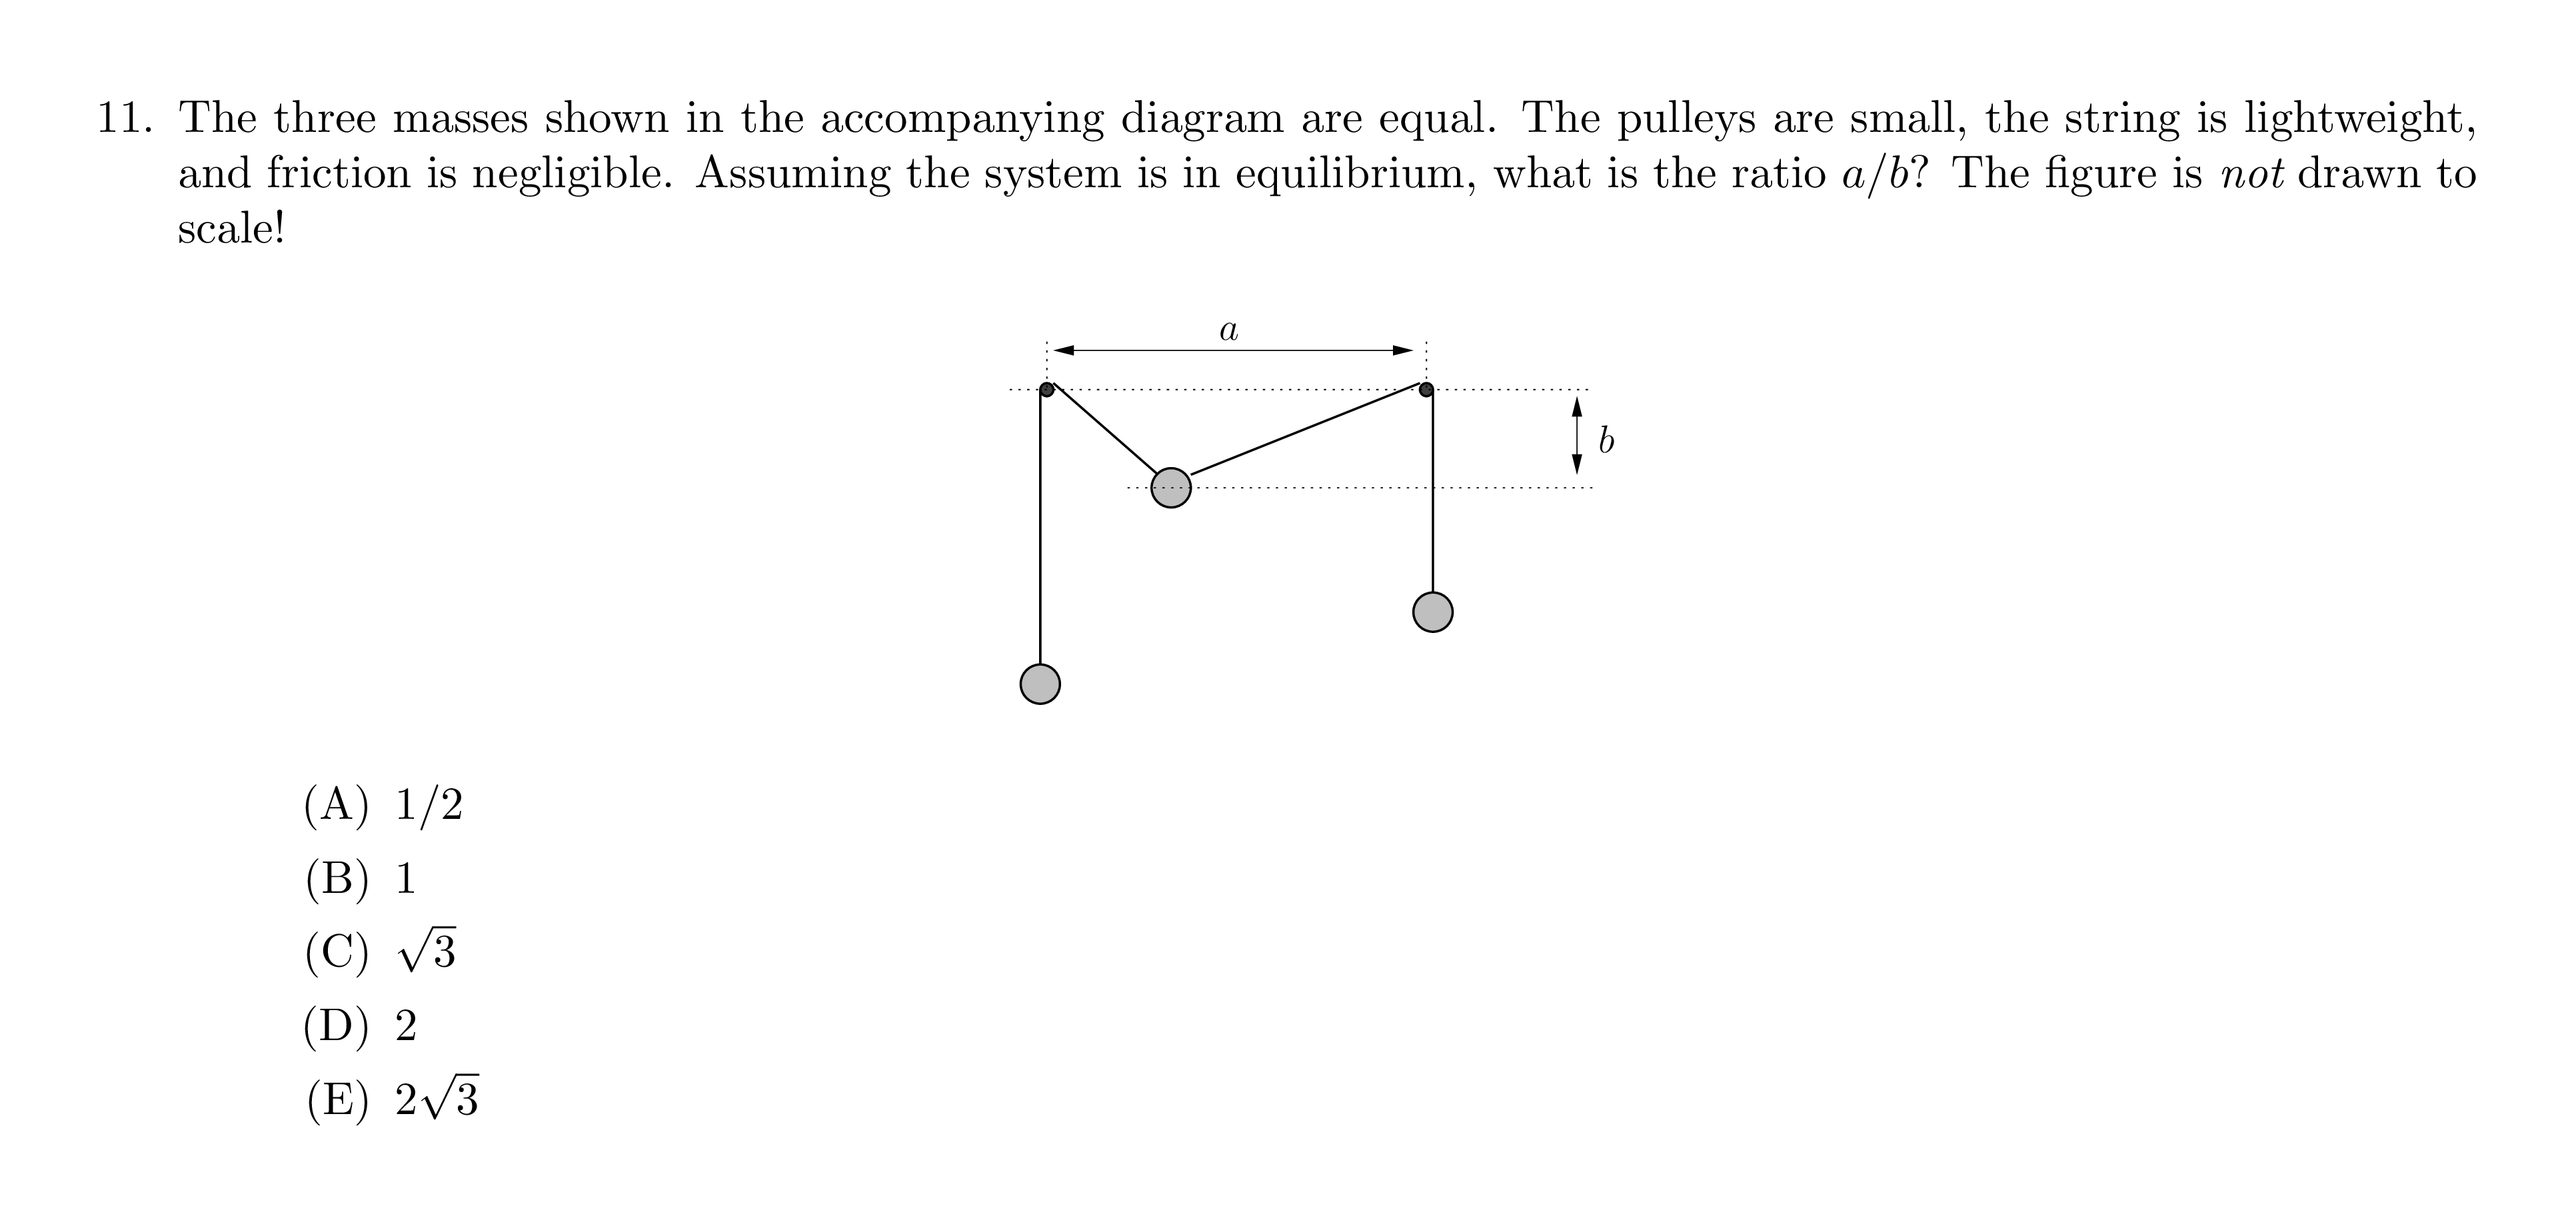 11. The three masses shown in the accompanying diagram are equal. The pulleys are small, the string is lightweight,
and friction is negligible. Assuming the system is in equilibrium, what is the ratio a/b? The figure is not drawn to
scale!
a
b
(A) 1/2
(B) 1
(C) √3
(D) 2
(E) 2√3